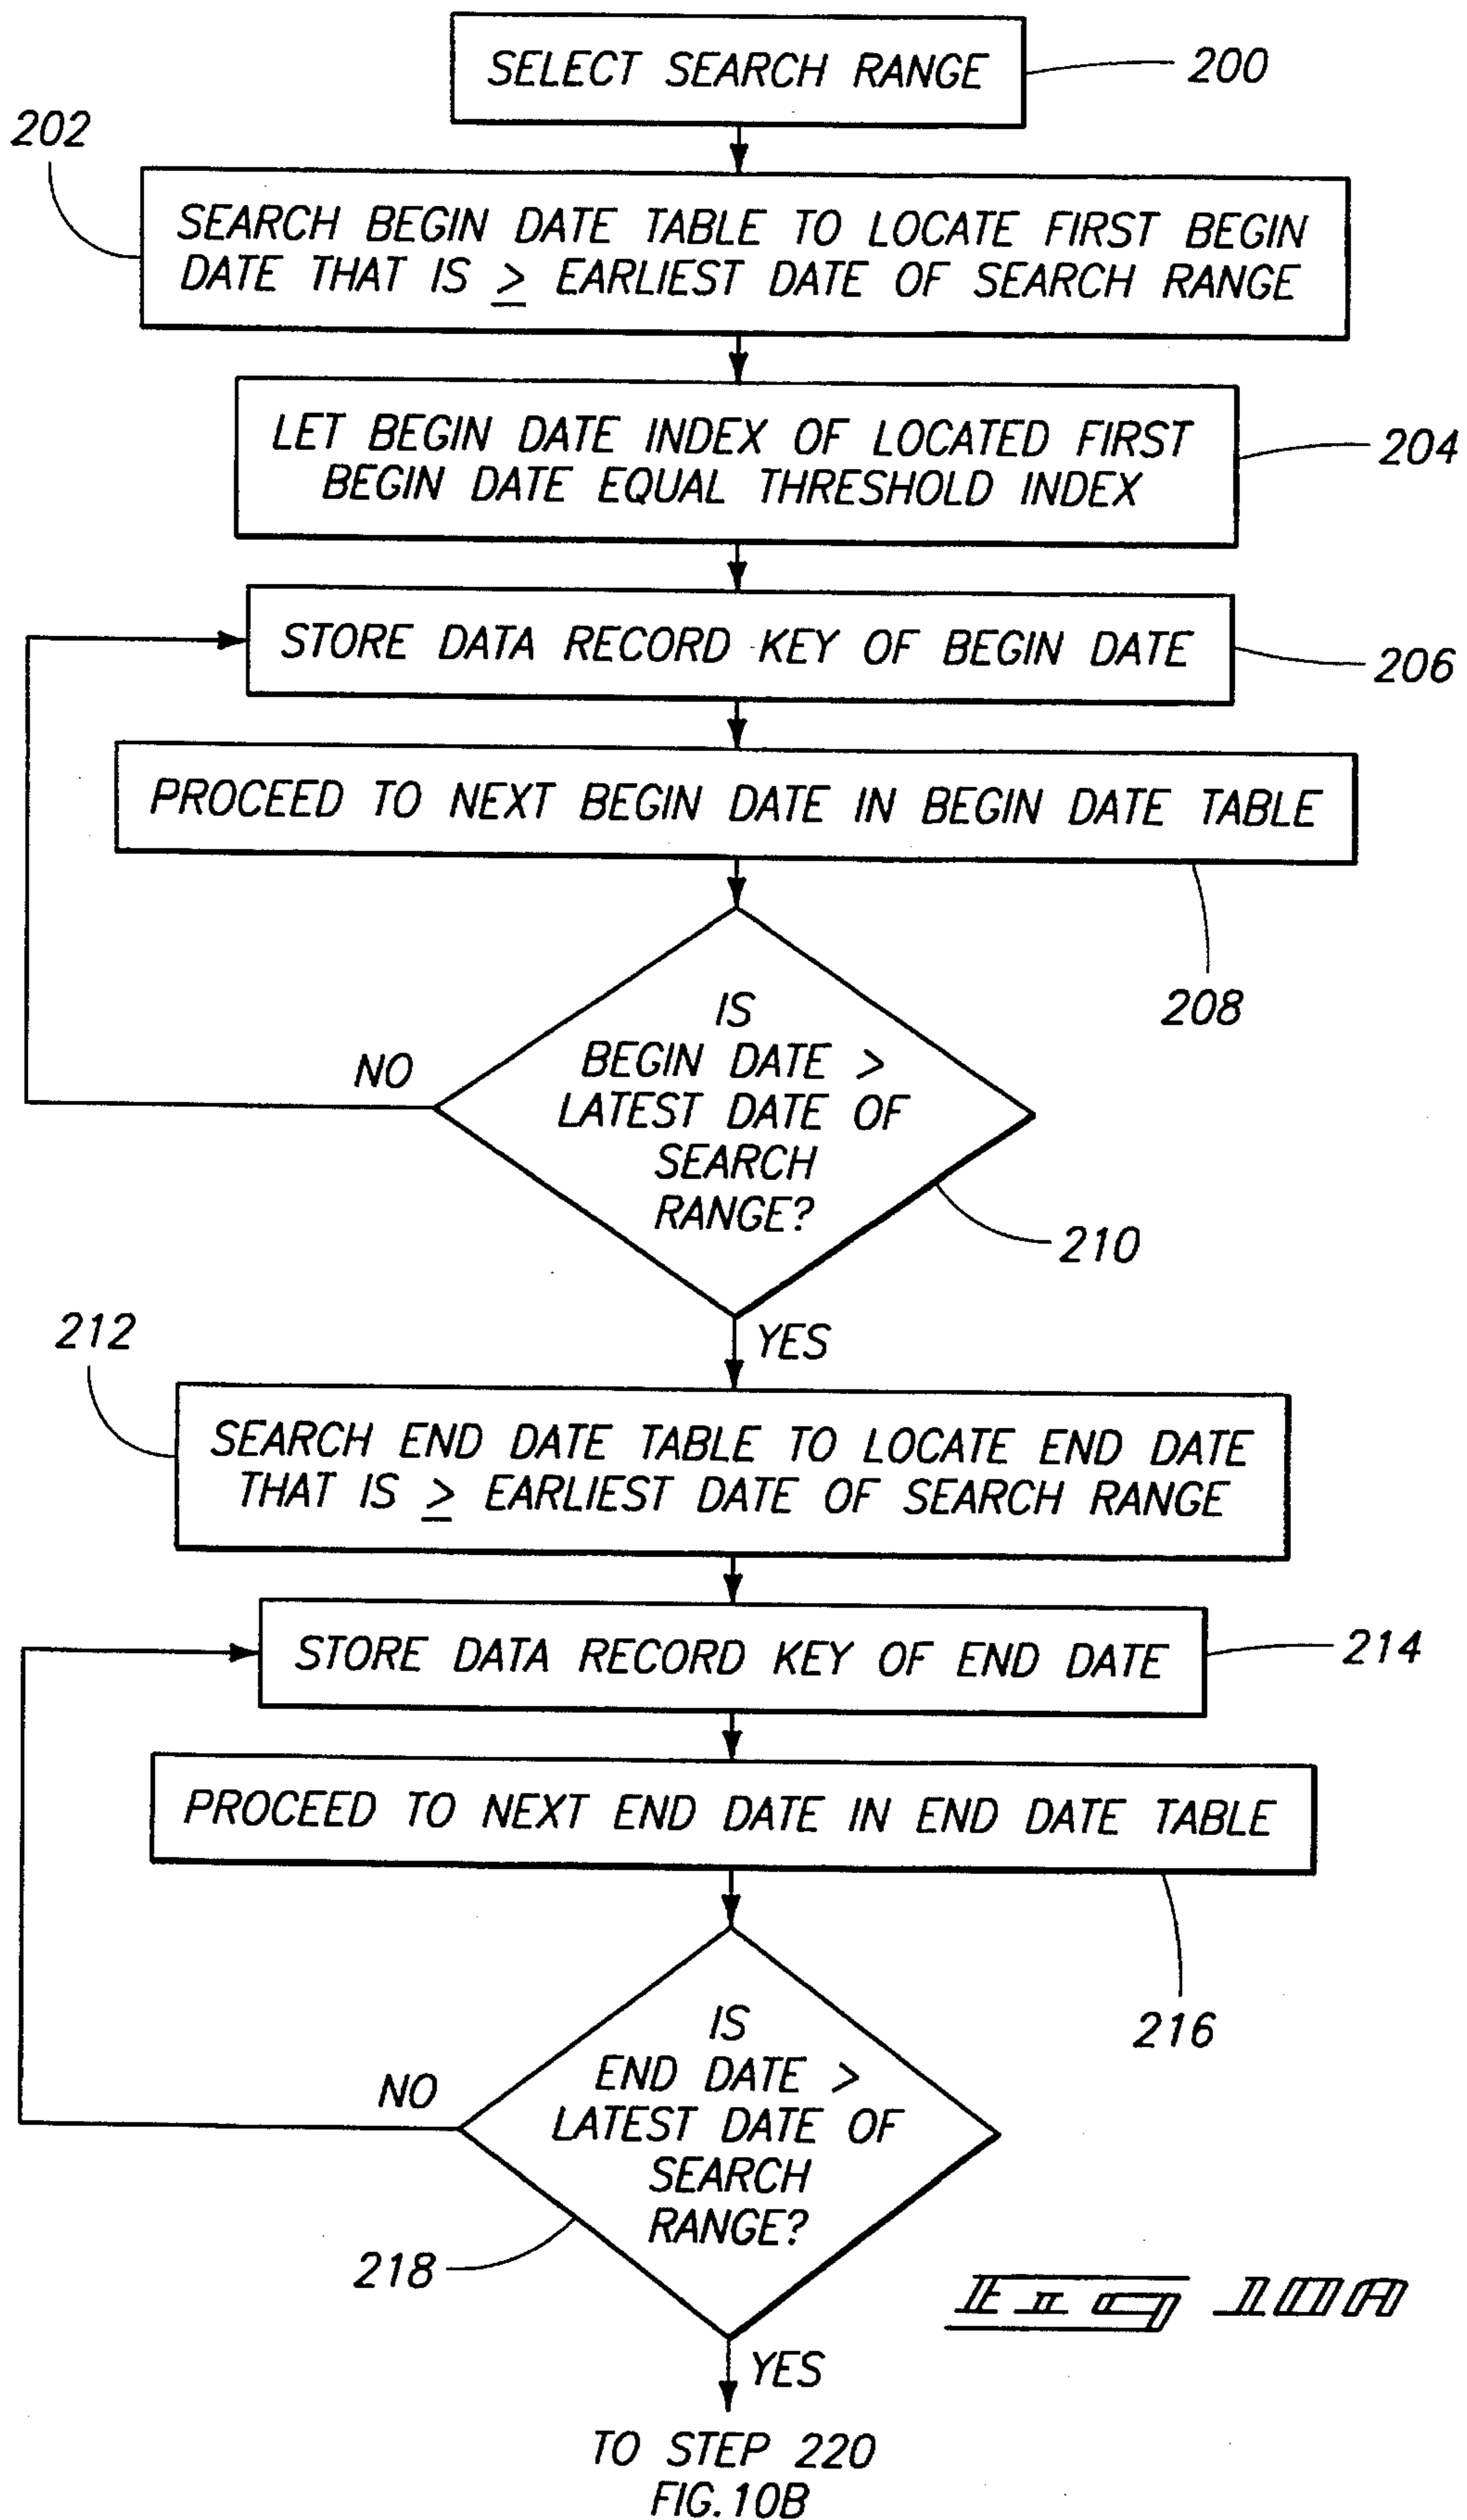 SELECT SEARCH RANGE
200
202
SEARCH BEGIN DATE TABLE TO LOCATE FIRST BEGIN
DATE THAT IS ≥ EARLIEST DATE OF SEARCH RANGE
LET BEGIN DATE INDEX OF LOCATED FIRST
BEGIN DATE EQUAL THRESHOLD INDEX
204
STORE DATA RECORD KEY OF BEGIN DATE
206
PROCEED TO NEXT BEGIN DATE IN BEGIN DATE TABLE
208
IS
BEGIN DATE >
LATEST DATE OF
SEARCH
RANGE?
NO
210
YES
212
SEARCH END DATE TABLE TO LOCATE END DATE
THAT IS ≥ EARLIEST DATE OF SEARCH RANGE
STORE DATA RECORD KEY OF END DATE
214
PROCEED TO NEXT END DATE IN END DATE TABLE
216
IS
END DATE >
LATEST DATE OF
SEARCH
RANGE?
NO
218
YES
Fig 10A
TO STEP 220
FIG.10B